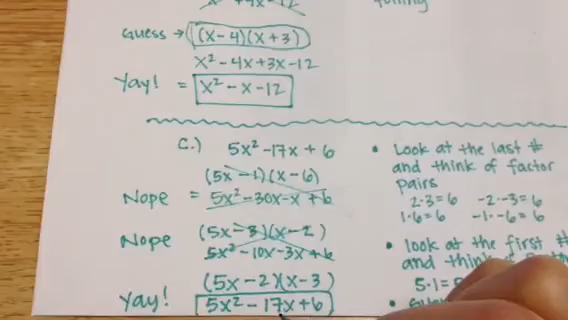 Guess → (x-4)(x+3)
x² - 4x + 3x - 12
Yay! = x² - x - 12
C.) 5x² - 17x + 6
(5x - 1)(x - 6)
Nope = 5x² - 30x - x + 6
Nope (5x - 3)(x - 2)
5x² - 10x - 3x + 6
(5x - 2)(x - 3)
Yay! 5x² - 17x + 6
• Look at the last #
and think of factor
pairs
2·3=6 -2·-3=6
1·6=6 -1·-6=6
• look at the first #
and think
5·1=